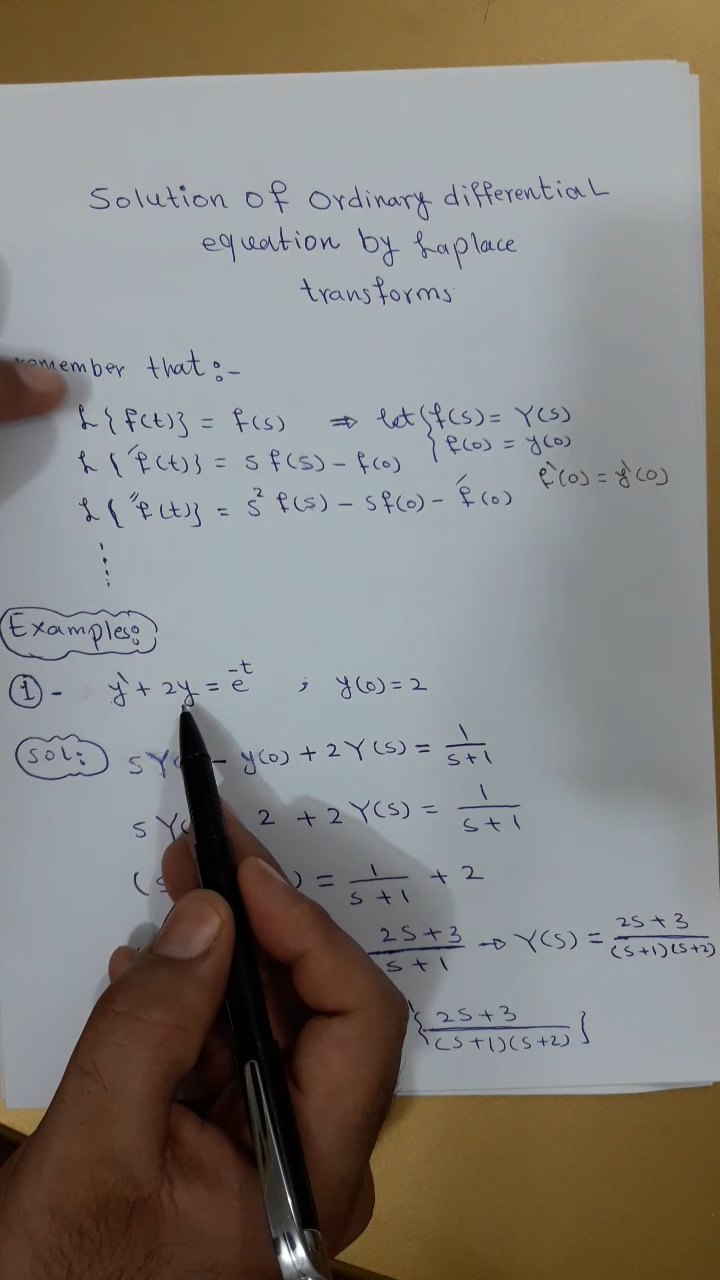 Solution of ordinary differential
equation by Laplace
transforms
remember that:-
L{f(t)} = f(s) ⇒ let {f(s) = Y(s)
{f(0) = y(0)
L{f'(t)} = s f(s) - f(0)
f'(0) = y'(0)
L{f''(t)} = s² f(s) - s f(0) - f'(0)
Examples:
① - y' + 2y = e^-t ; y(0) = 2
Sol: sY - y(0) + 2Y(s) = 1/(s+1)
sY 2 + 2Y(s) = 1/(s+1)
(s ) = 1/(s+1) + 2
(2s+3)/(s+1) → Y(s) = (2s+3)/((s+1)(s+2))
{(2s+3)/((s+1)(s+2))}